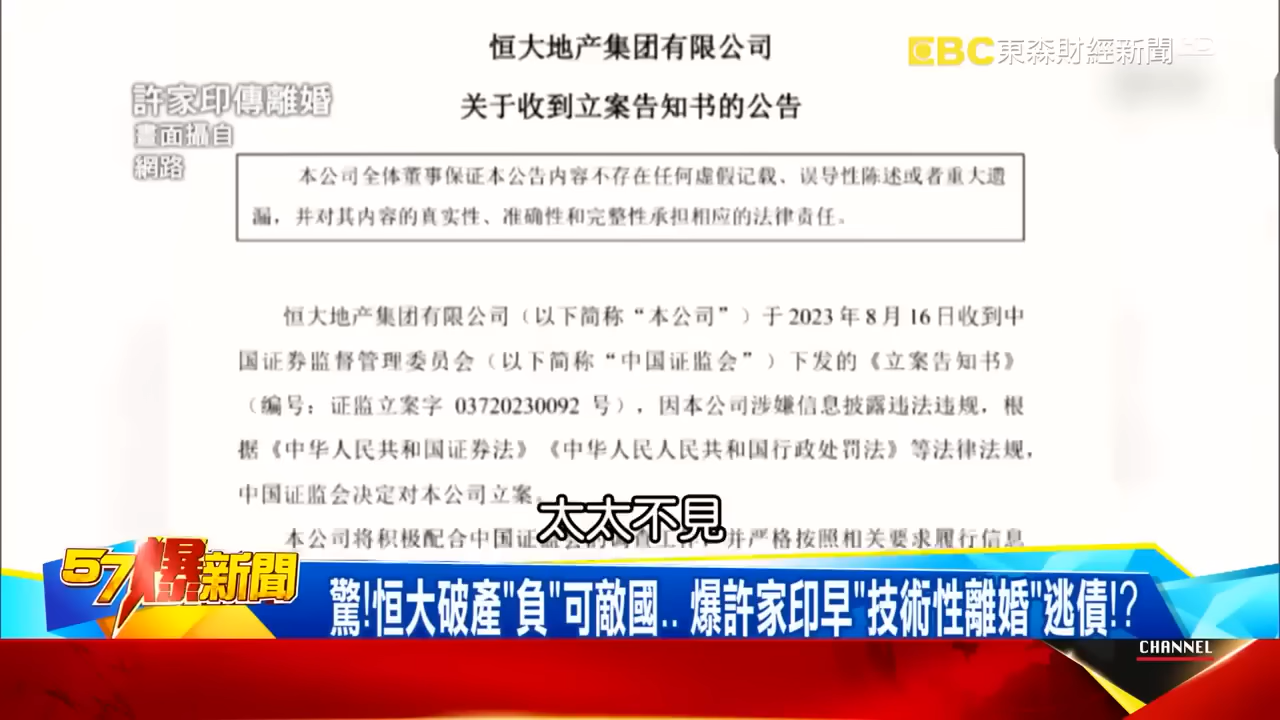 恒大地产集团有限公司
EBC 東森財經新聞
关于收到立案告知书的公告
許家印傳離婚
畫面攝自
網路
本公司全体董事保证本公告内容不存在任何虚假记载、误导性陈述或者重大遗
漏，并对其内容的真实性、准确性和完整性承担相应的法律责任。
恒大地产集团有限公司（以下简称“本公司”）于 2023 年 8 月 16 日收到中
国证券监督管理委员会（以下简称“中国证监会”）下发的《立案告知书》
（编号：证监立案字 03720230092 号），因本公司涉嫌信息披露违法违规，根
据《中华人民共和国证券法》《中华人民人民共和国行政处罚法》等法律法规，
中国证监会决定对本公司立案。
太太不見
本公司将积极配合中国证监会的调查工作，并严格按照相关要求履行信息
57爆新聞
驚!恒大破產"負"可敵國.. 爆許家印早"技術性離婚"逃債!?
CHANNEL